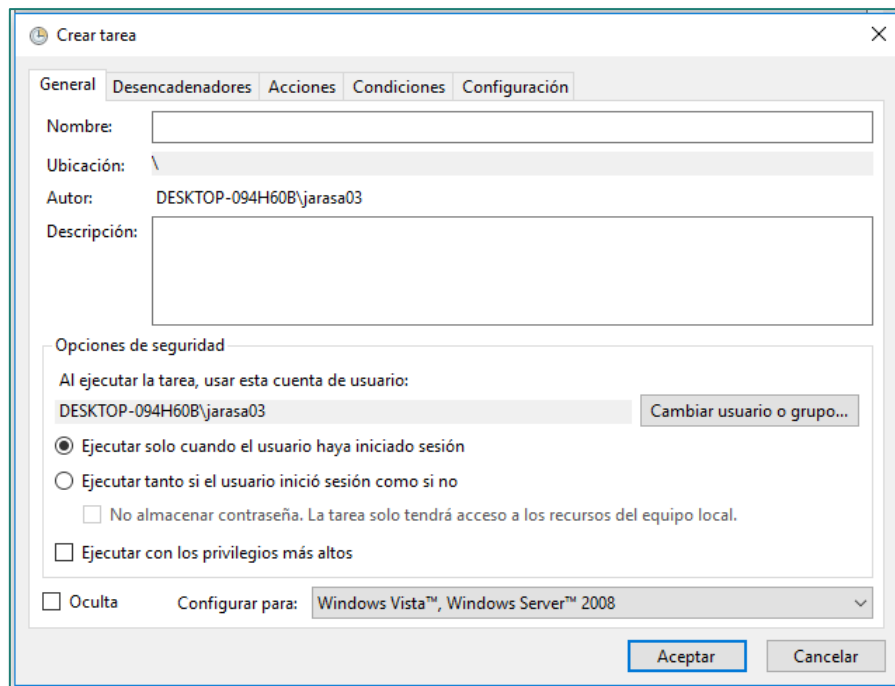 Crear tarea
General Desencadenadores Acciones Condiciones Configuración
Nombre:
Ubicación: \
Autor: DESKTOP-094H60B\jarasa03
Descripción:
Opciones de seguridad
Al ejecutar la tarea, usar esta cuenta de usuario:
DESKTOP-094H60B\jarasa03 Cambiar usuario o grupo...
Ejecutar solo cuando el usuario haya iniciado sesión
Ejecutar tanto si el usuario inició sesión como si no
No almacenar contraseña. La tarea solo tendrá acceso a los recursos del equipo local.
Ejecutar con los privilegios más altos
Oculta Configurar para: Windows Vista™, Windows Server™ 2008
Aceptar Cancelar